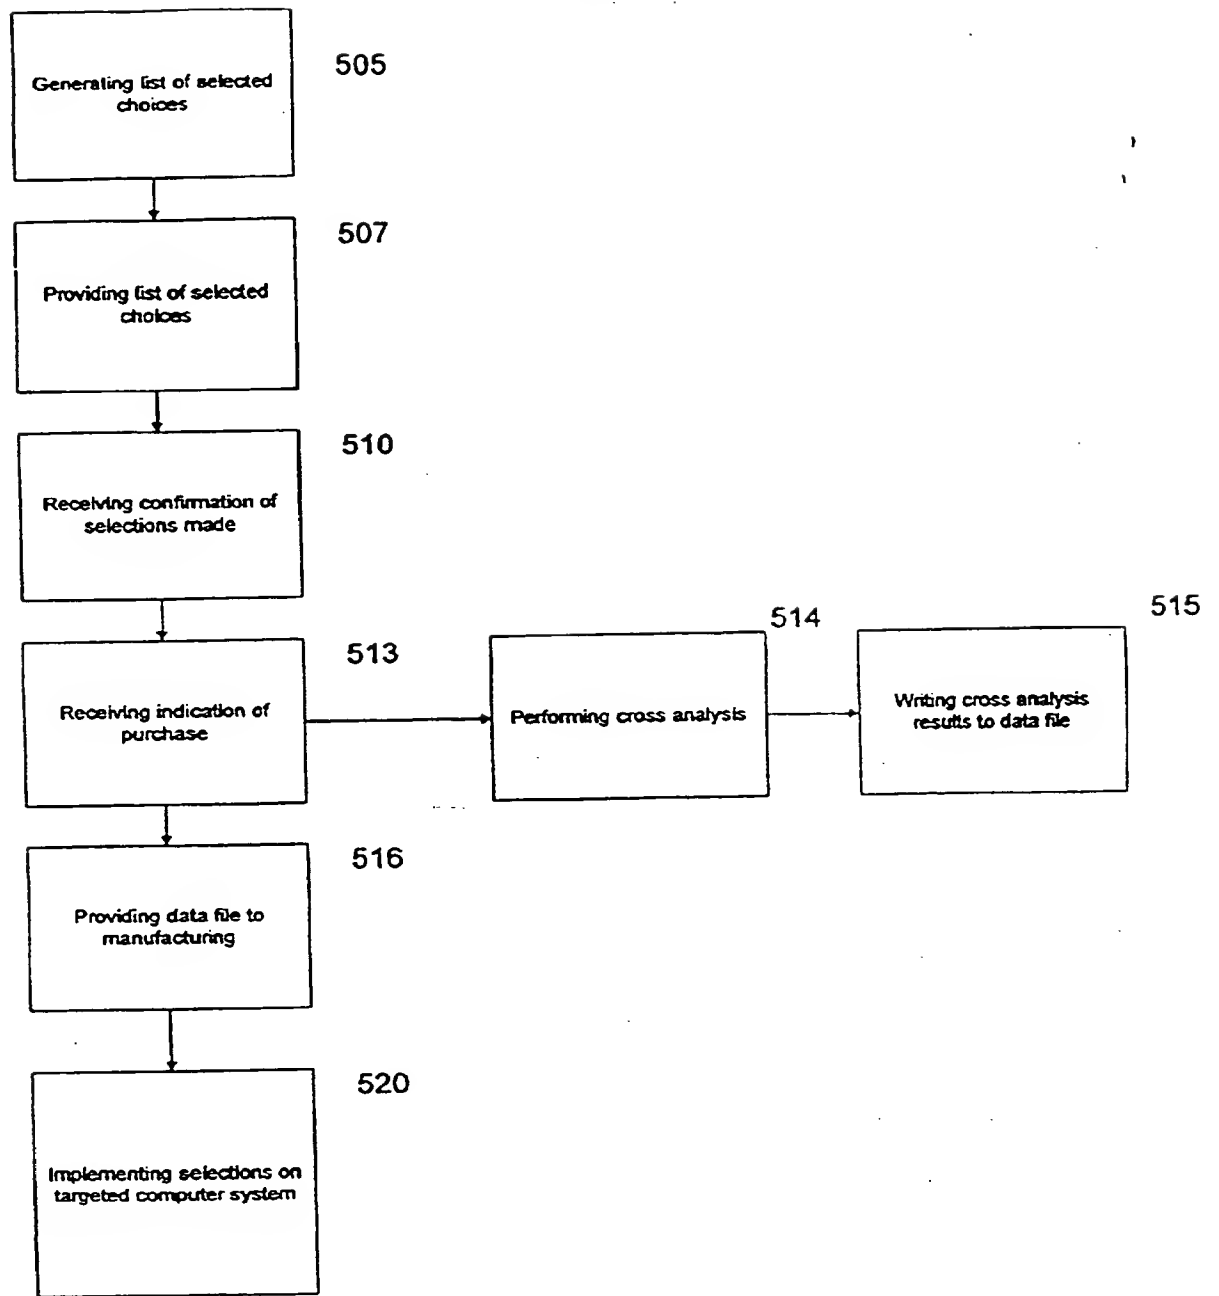 505
Generating list of selected
choices
507
Providing list of selected
choices
510
Receiving confirmation of
selections made
513
Receiving indication of
purchase
514
Performing cross analysis
515
Writing cross analysis
results to data file
516
Providing data file to
manufacturing
520
Implementing selections on
targeted computer system